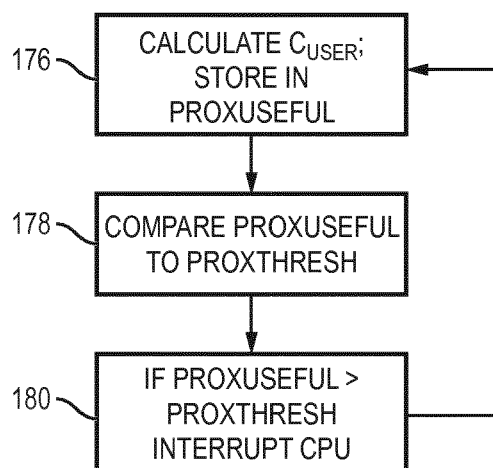 176
CALCULATE CUSER;
STORE IN
PROXUSEFUL
178
COMPARE PROXUSEFUL
TO PROXTHRESH
180
IF PROXUSEFUL >
PROXTHRESH
INTERRUPT CPU